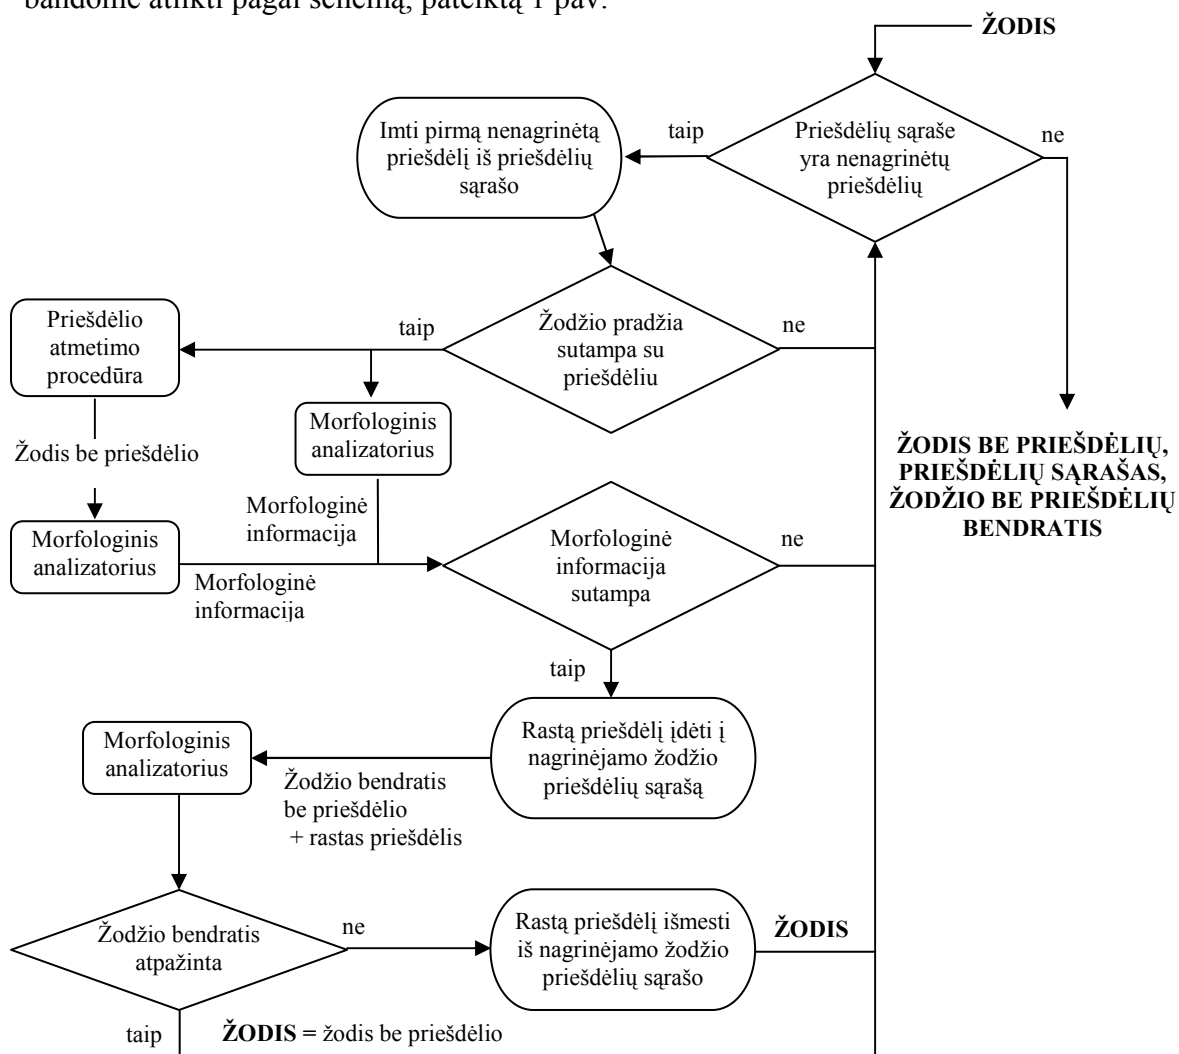 bandome atlikti pagal schemą, pateiktą 1 pav.
ŽODIS
Priešdėlių sąraše
yra nenagrinėtų
priešdėlių
taip
ne
Imti pirmą nenagrinėtą
priešdėlį iš priešdėlių
sąrašo
Žodžio pradžia
sutampa su
priešdėliu
taip
ne
Priešdėlio
atmetimo
procedūra
Morfologinis
analizatorius
Žodis be priešdėlio
ŽODIS BE PRIEŠDĖLIŲ,
PRIEŠDĖLIŲ SĄRAŠAS,
ŽODŽIO BE PRIEŠDĖLIŲ
BENDRATIS
Morfologinė
informacija
Morfologinis
analizatorius
Morfologinė
informacija
Morfologinė
informacija
sutampa
ne
taip
Rastą priešdėlį įdėti į
nagrinėjamo žodžio
priešdėlių sąrašą
Morfologinis
analizatorius
Žodžio bendratis
be priešdėlio
+ rastas priešdėlis
Žodžio bendratis
atpažinta
ne
Rastą priešdėlį išmesti
iš nagrinėjamo žodžio
priešdėlių sąrašo
ŽODIS
taip
ŽODIS = žodis be priešdėlio